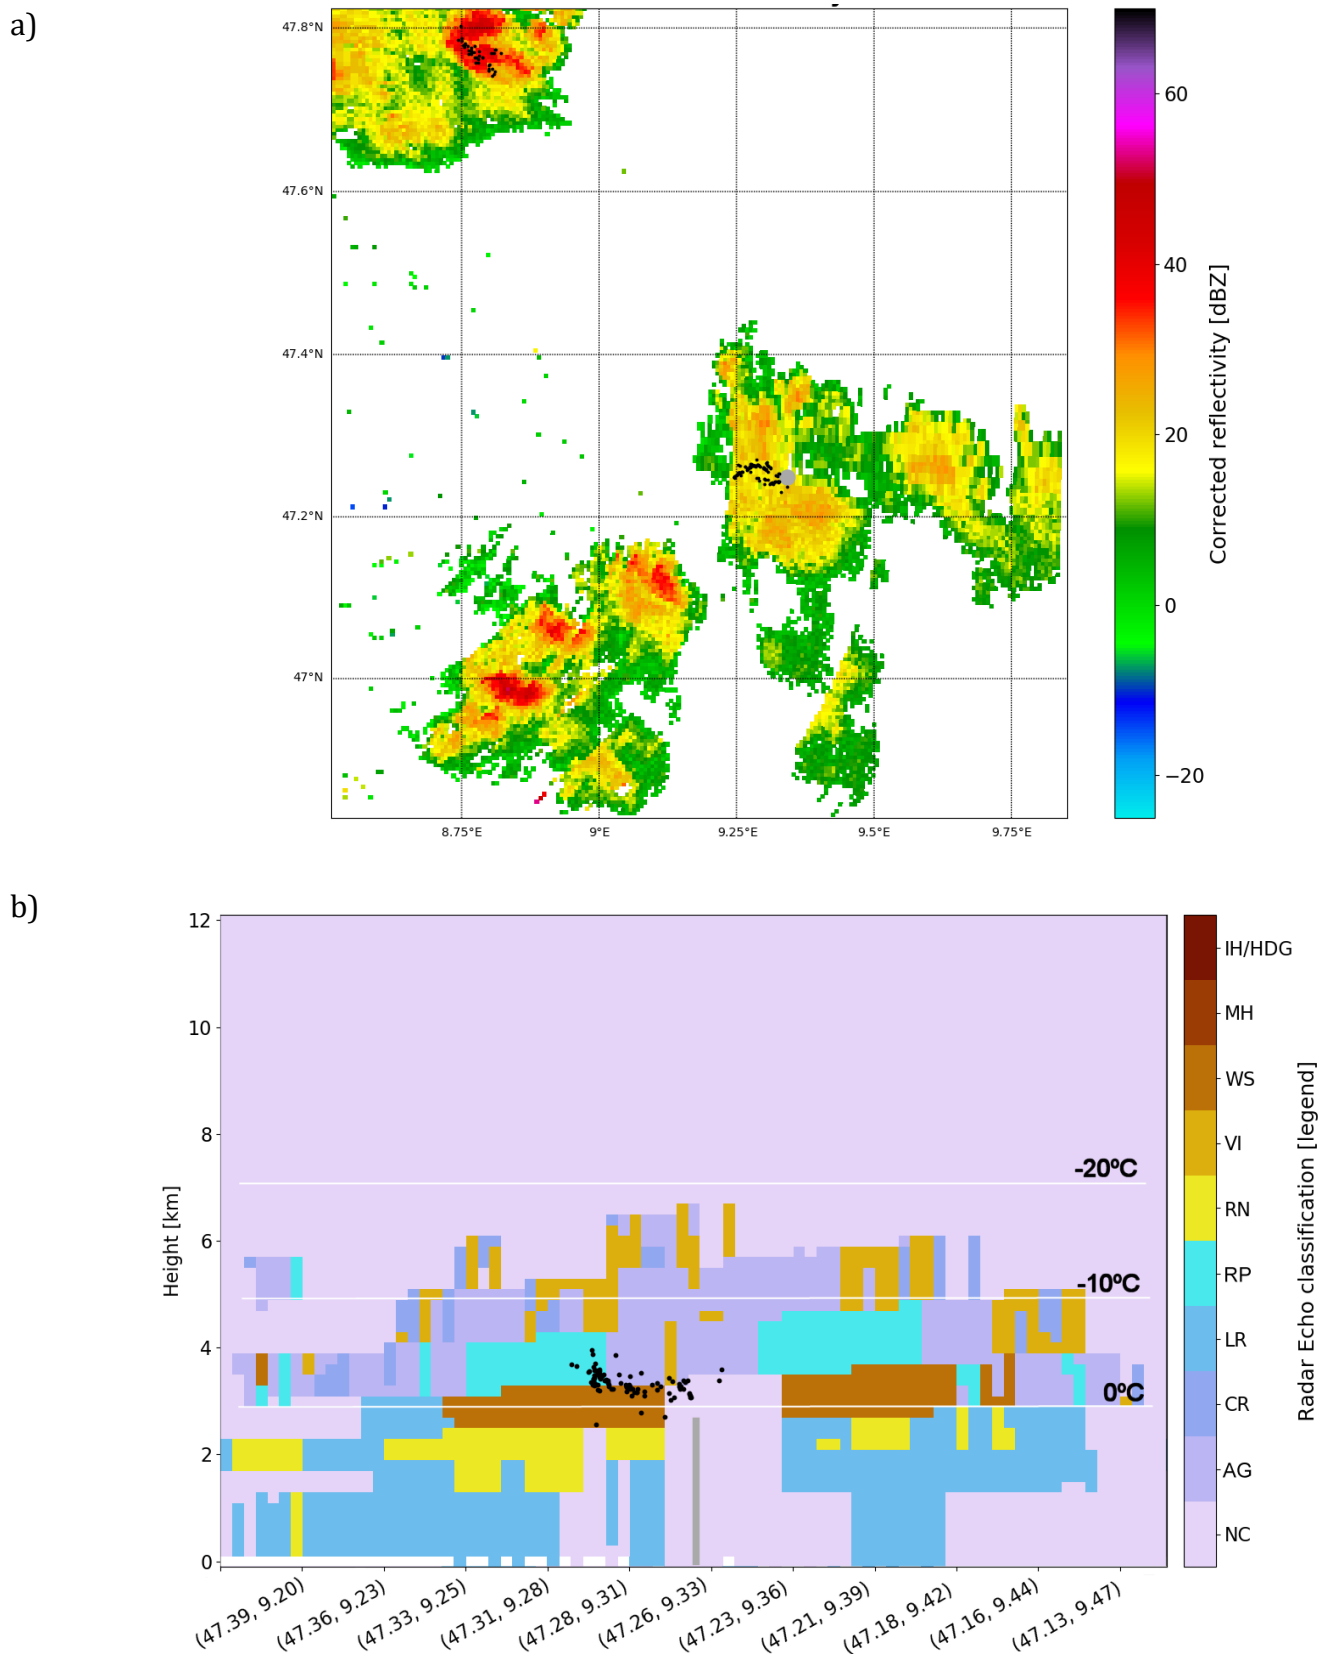 a)
47.8°N
47.6°N
47.4°N
47.2°N
47°N
8.75°E
9°E
9.25°E
9.5°E
9.75°E
60
40
20
0
−20
Corrected reflectivity [dBZ]
b)
12
10
8
6
4
2
0
Height [km]
-20ºC
-10ºC
0ºC
(47.39, 9.20)
(47.36, 9.23)
(47.33, 9.25)
(47.31, 9.28)
(47.28, 9.31)
(47.26, 9.33)
(47.23, 9.36)
(47.21, 9.39)
(47.18, 9.42)
(47.16, 9.44)
(47.13, 9.47)
IH/HDG
MH
WS
VI
RN
RP
LR
CR
AG
NC
Radar Echo classification [legend]